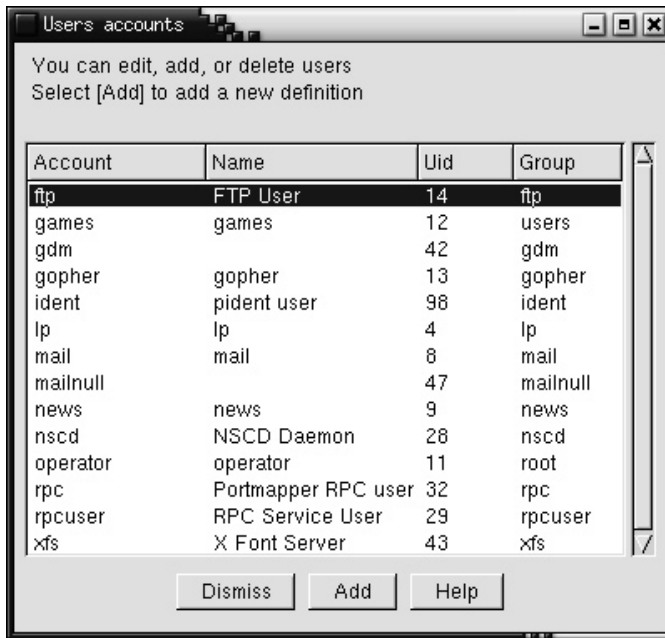 Users accounts
You can edit, add, or delete users
Select [Add] to add a new definition
Account Name Uid Group
ftp FTP User 14 ftp
games games 12 users
gdm 42 gdm
gopher gopher 13 gopher
ident pident user 98 ident
lp lp 4 lp
mail mail 8 mail
mailnull 47 mailnull
news news 9 news
nscd NSCD Daemon 28 nscd
operator operator 11 root
rpc Portmapper RPC user 32 rpc
rpcuser RPC Service User 29 rpcuser
xfs X Font Server 43 xfs
Dismiss Add Help